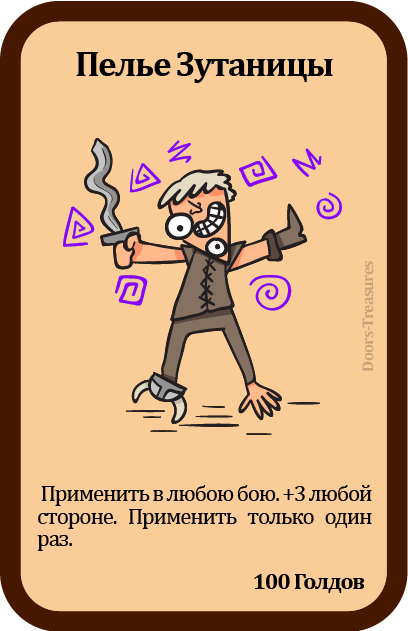 Пелье Зутаницы
Doors-Treasures
Применить в любою бою. +3 любой
стороне. Применить только один
раз.
100 Голдов